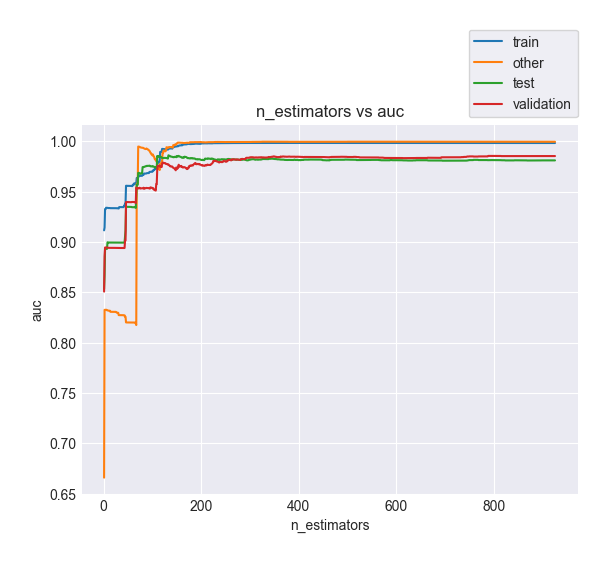 train
other
test
validation
n_estimators vs auc
1.00
0.95
0.90
0.85
0.80
0.75
0.70
0.65
auc
0
200
400
600
800
n_estimators